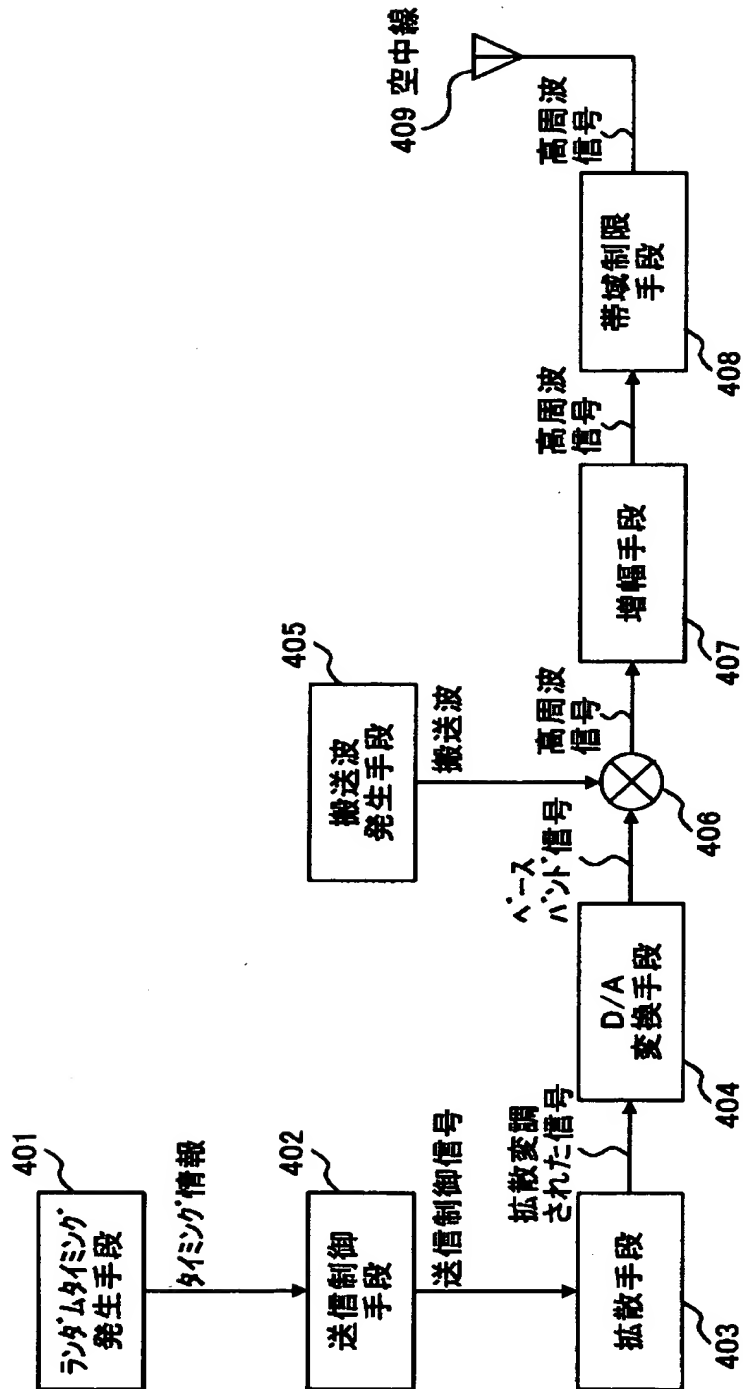 401
ランダムタイミング
発生手段
タイミング情報
402
送信制御
手段
送信制御信号
拡散手段
403
拡散変調
された信号
D/A
変換手段
404
ベース
バンド信号
405
搬送波
発生手段
搬送波
406
高周波
信号
増幅手段
407
高周波
信号
帯域制限
手段
408
高周波
信号
409 空中線